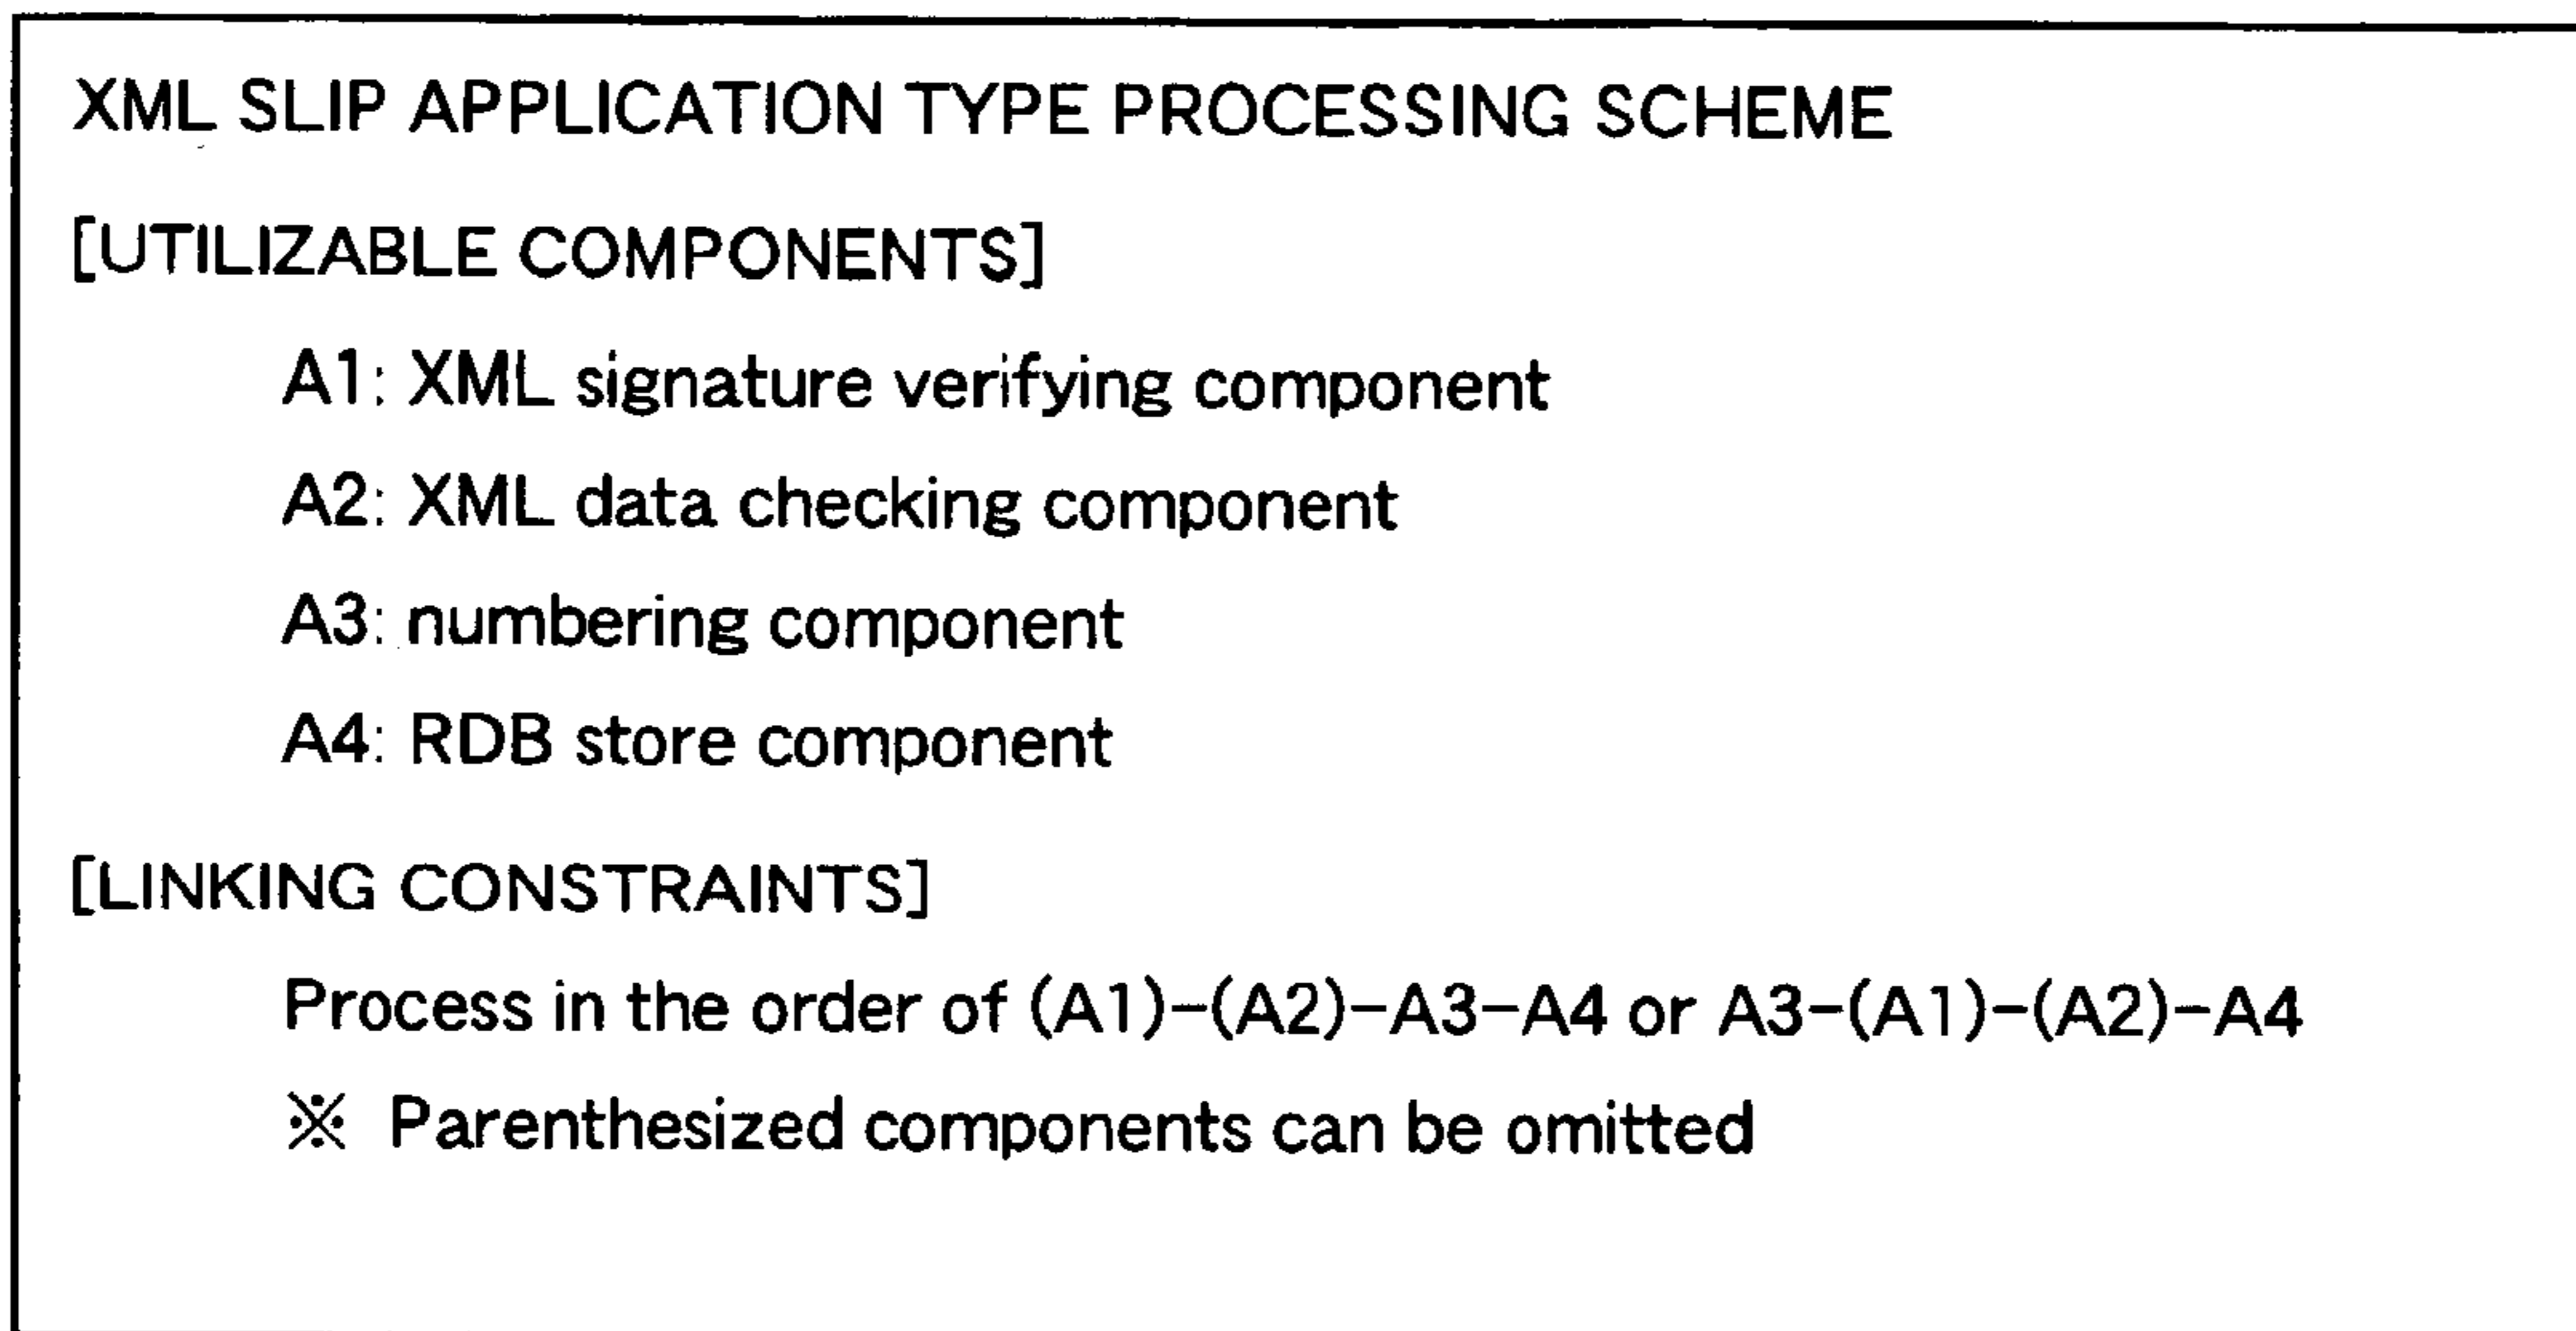 XML SLIP APPLICATION TYPE PROCESSING SCHEME
[UTILIZABLE COMPONENTS]
A1: XML signature verifying component
A2: XML data checking component
A3: numbering component
A4: RDB store component
[LINKING CONSTRAINTS]
Process in the order of (A1)-(A2)-A3-A4 or A3-(A1)-(A2)-A4
※ Parenthesized components can be omitted